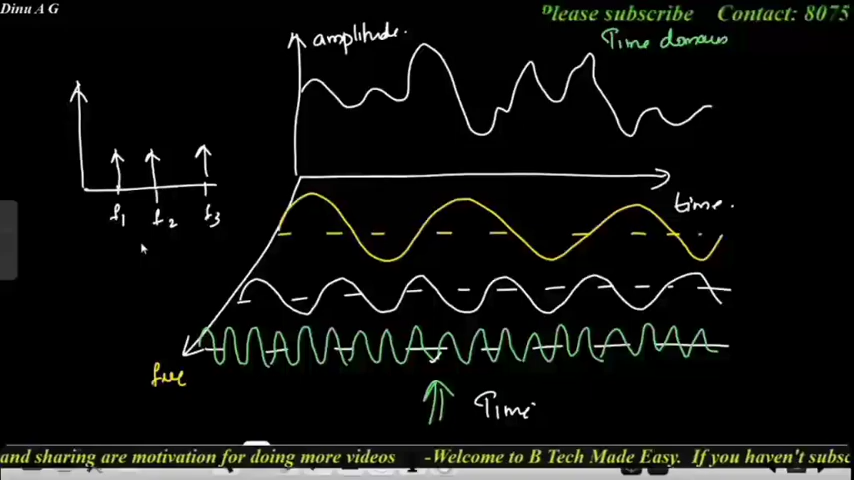 Dinu A G
Please subscribe Contact: 8075
amplitude.
Time domain
f1 f2 f3
time.
fre
Time
and sharing are motivation for doing more videos -Welcome to B Tech Made Easy. If you haven't subsc